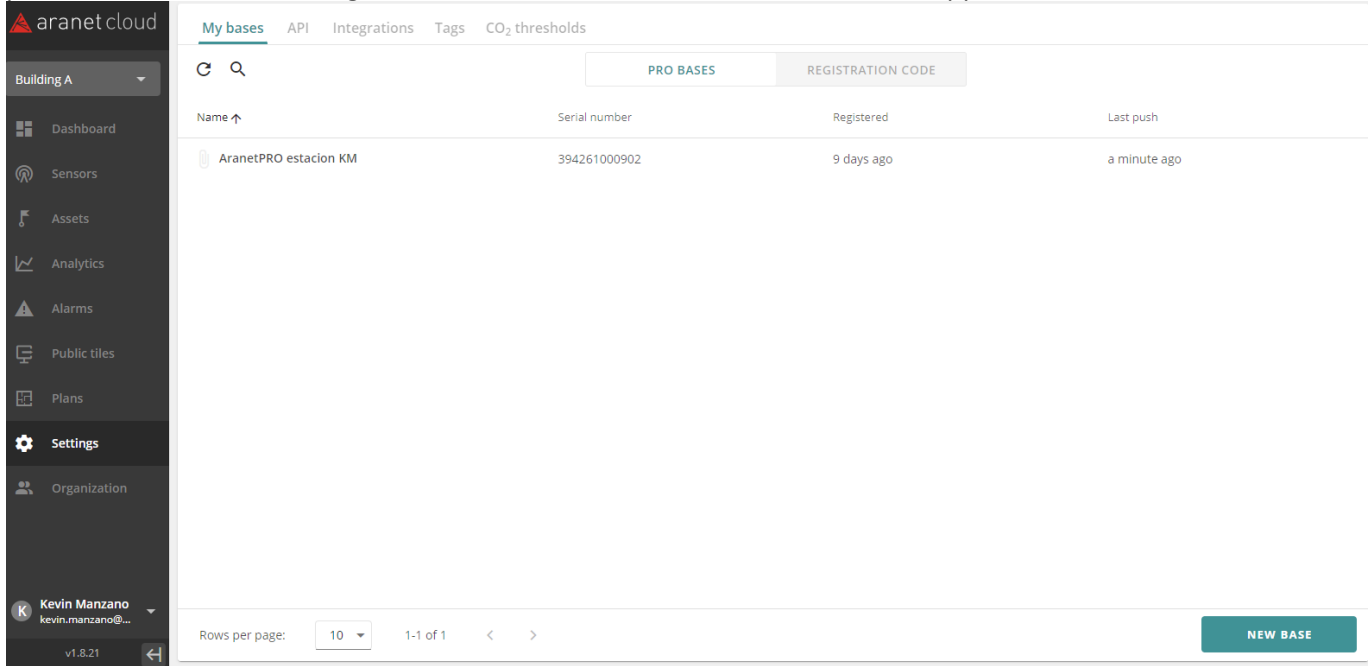 aranet cloud
My bases API Integrations Tags CO₂ thresholds
Building A
PRO BASES REGISTRATION CODE
Name Serial number Registered Last push
AranetPRO estacion KM 394261000902 9 days ago a minute ago
Dashboard
Sensors
Assets
Analytics
Alarms
Public tiles
Plans
Settings
Organization
K
Kevin Manzano
kevin.manzano@...
v1.8.21
Rows per page: 10 1-1 of 1
NEW BASE